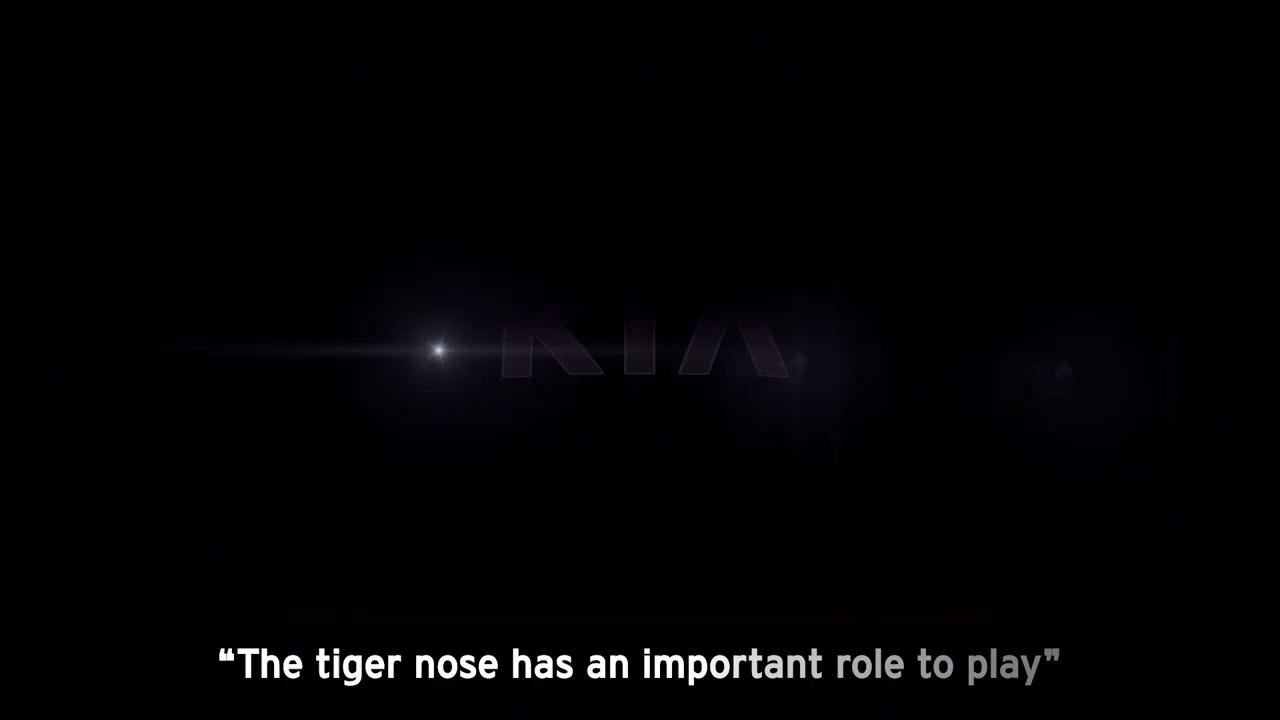 KIA
“The tiger nose has an important role to play”